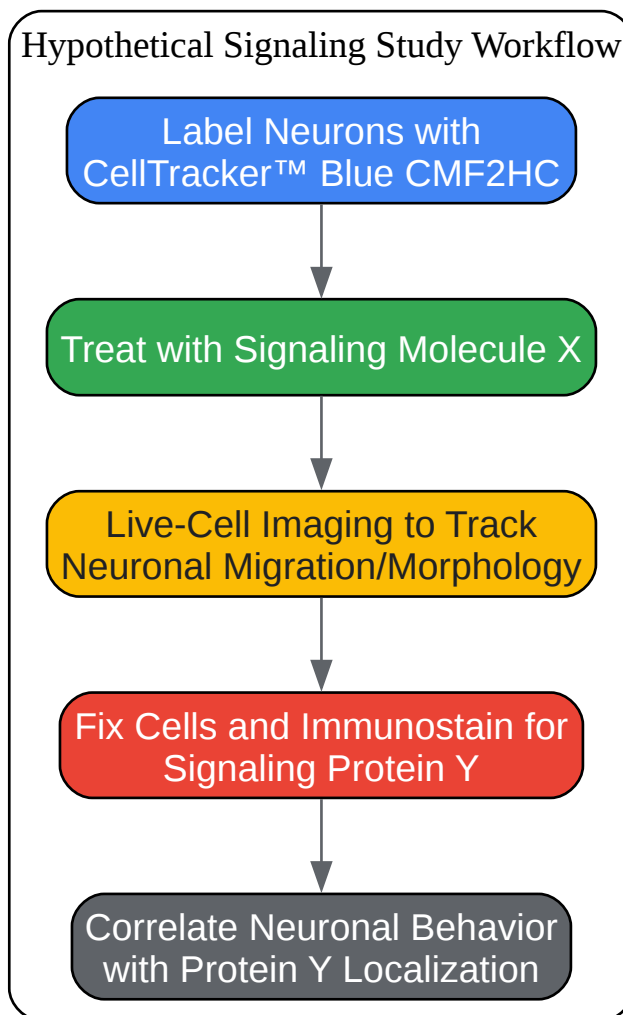 Hypothetical Signaling Study Workflow
Label Neurons with
CellTracker™ Blue CMF2HC
Treat with Signaling Molecule X
Live-Cell Imaging to Track
Neuronal Migration/Morphology
Fix Cells and Immunostain for
Signaling Protein Y
Correlate Neuronal Behavior
with Protein Y Localization